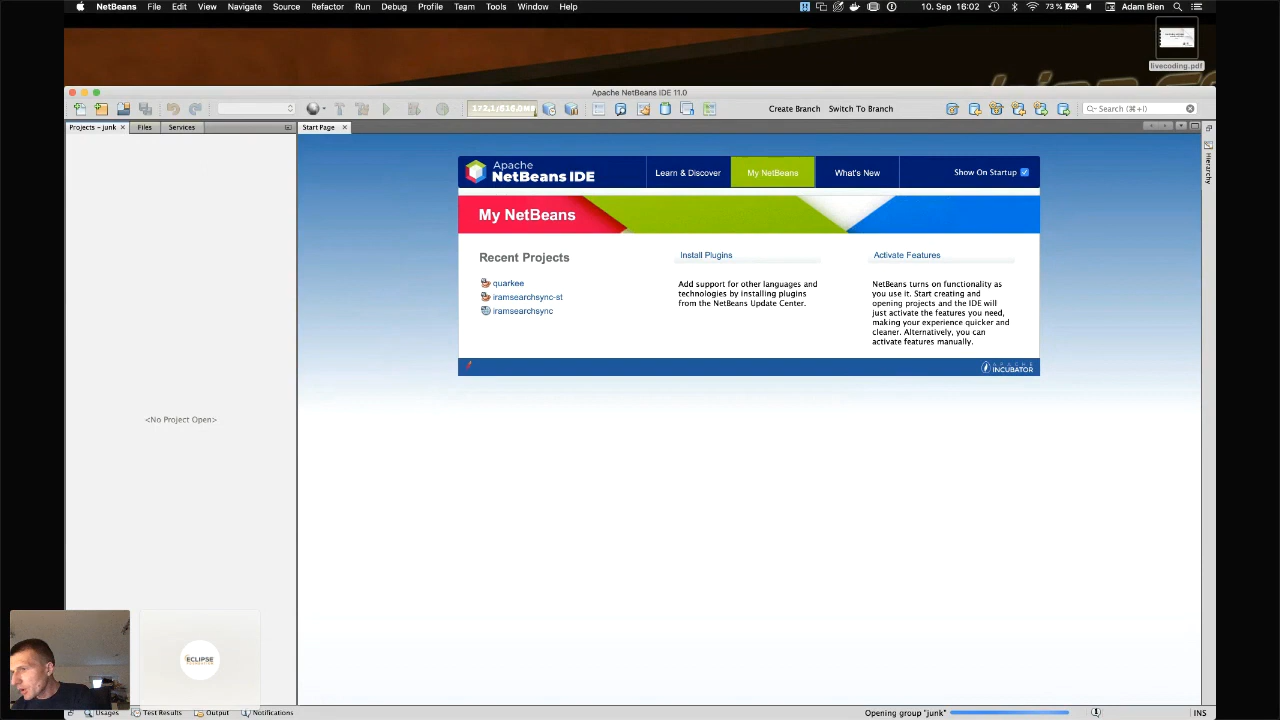 NetBeans File Edit View Navigate Source Refactor Run Debug Profile Team Tools Window Help 73 % 10. Sep 16:02 Adam Bien
livecoding.pdf
Apache NetBeans IDE 11.0
Create Branch Switch To Branch Search (⌘+I)
Projects – junk Files Services Start Page
Apache
NetBeans IDE
Learn & Discover My NetBeans What's New Show On Startup
My NetBeans
Recent Projects
quarkee
iramsearchsync-st
iramsearchsync
Install Plugins
Add support for other languages and
technologies by installing plugins
from the NetBeans Update Center.
Activate Features
NetBeans turns on functionality as
you use it. Start creating and
opening projects and the IDE will
just activate the features you need,
making your experience quicker and
cleaner. Alternatively, you can
activate features manually.
APACHE
INCUBATOR
Hierarchy
<No Project Open>
ECLIPSE
FOUNDATION
Usages Test Results Output Notifications Opening group "junk" INS